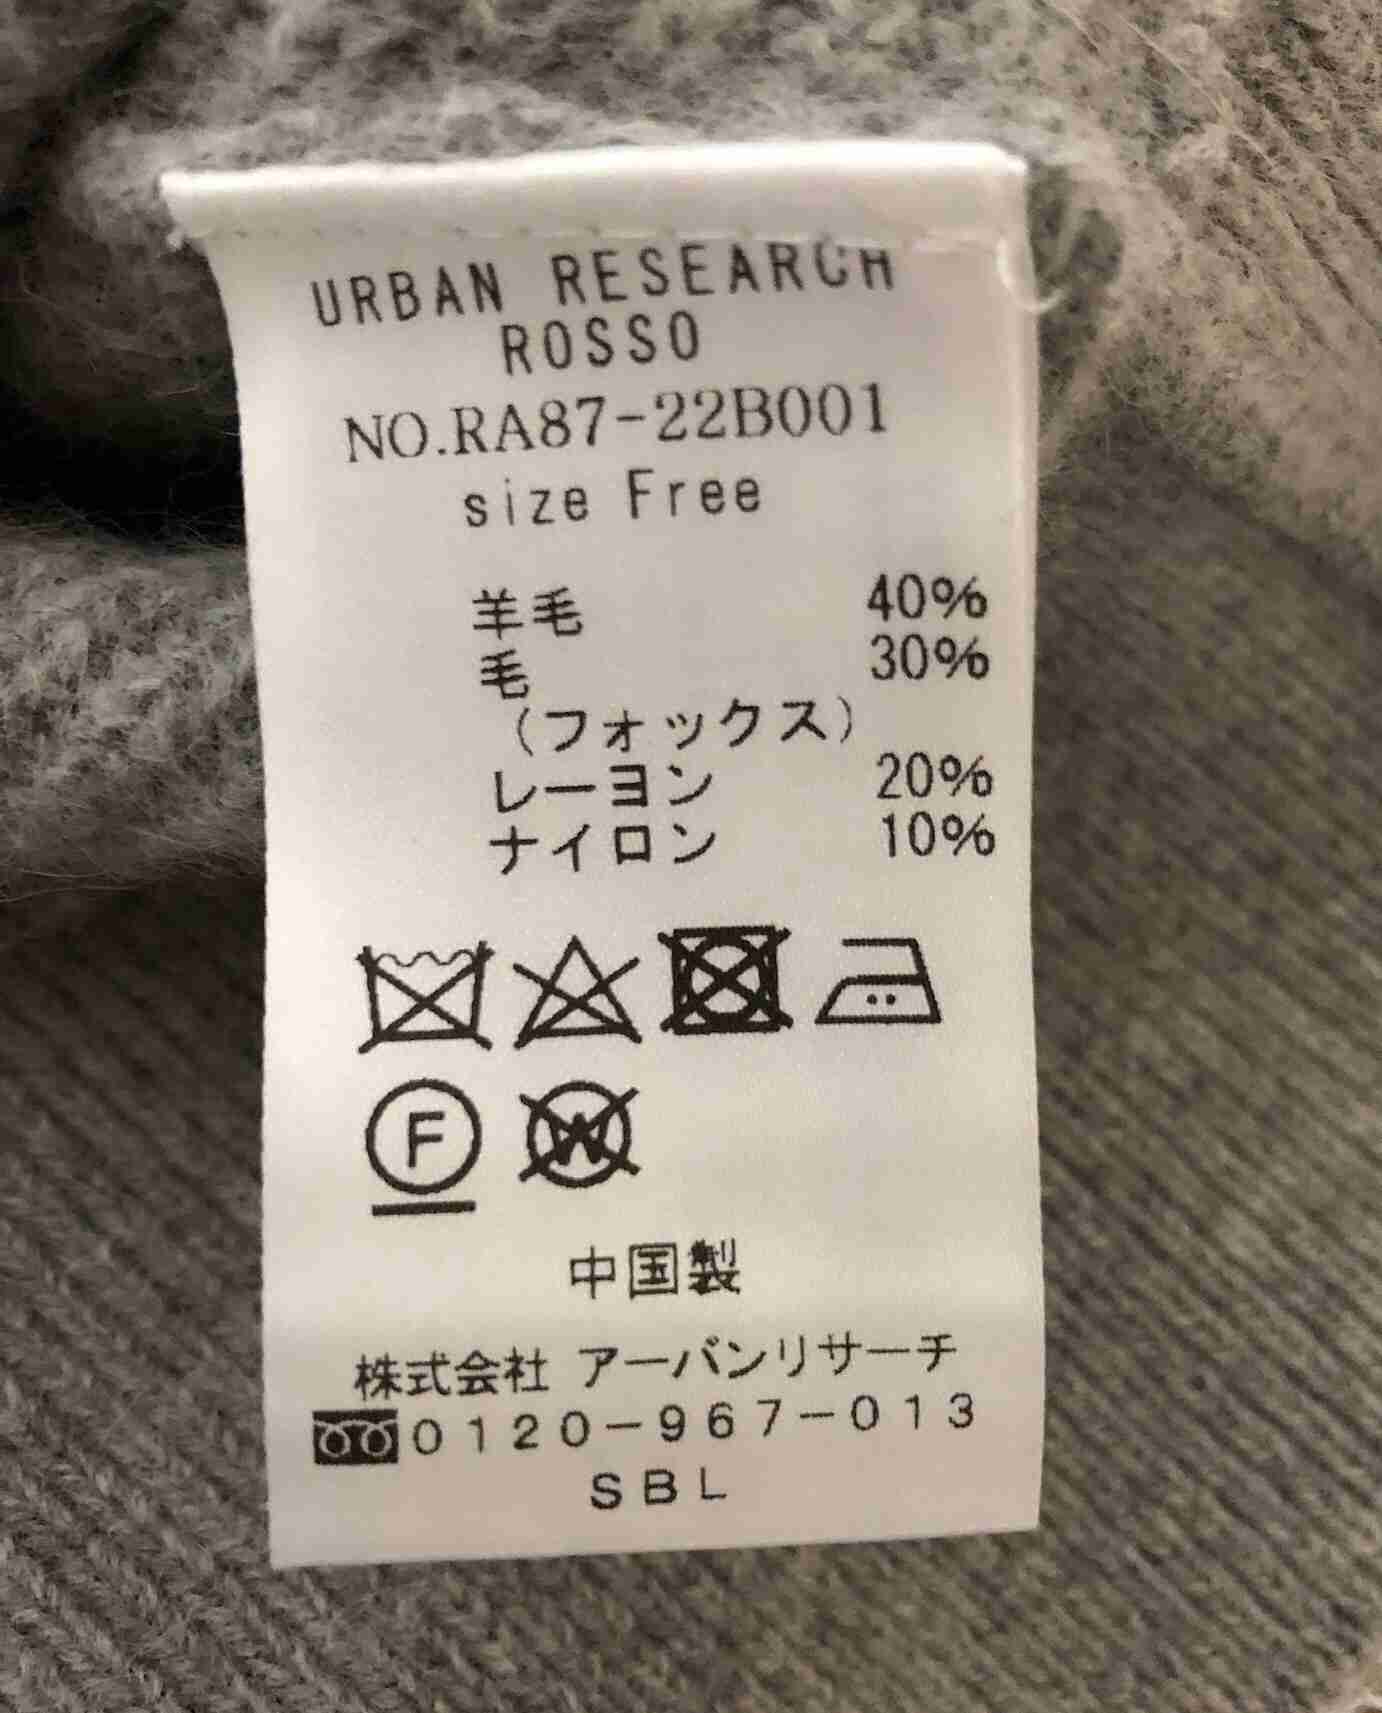 URBAN RESEARCH
ROSSO
NO.RA87-22B001
size Free
羊毛 40%
毛 30%
(フォックス)
レーヨン 20%
ナイロン 10%
F W
中国製
株式会社 アーバンリサーチ
0120-967-013
SBL